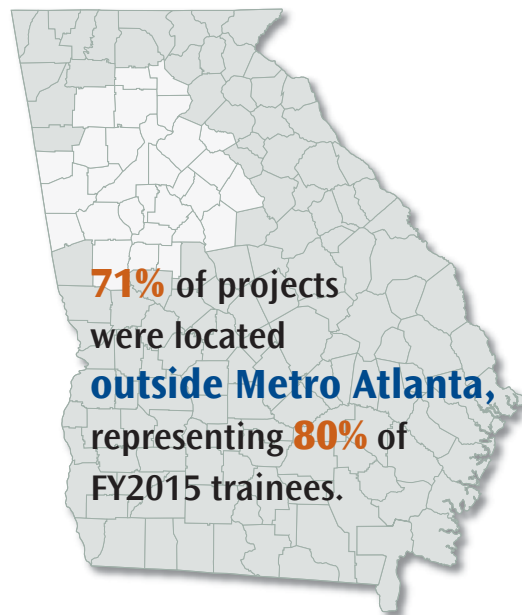 71% of projects
were located
outside Metro Atlanta,
representing 80% of
FY2015 trainees.